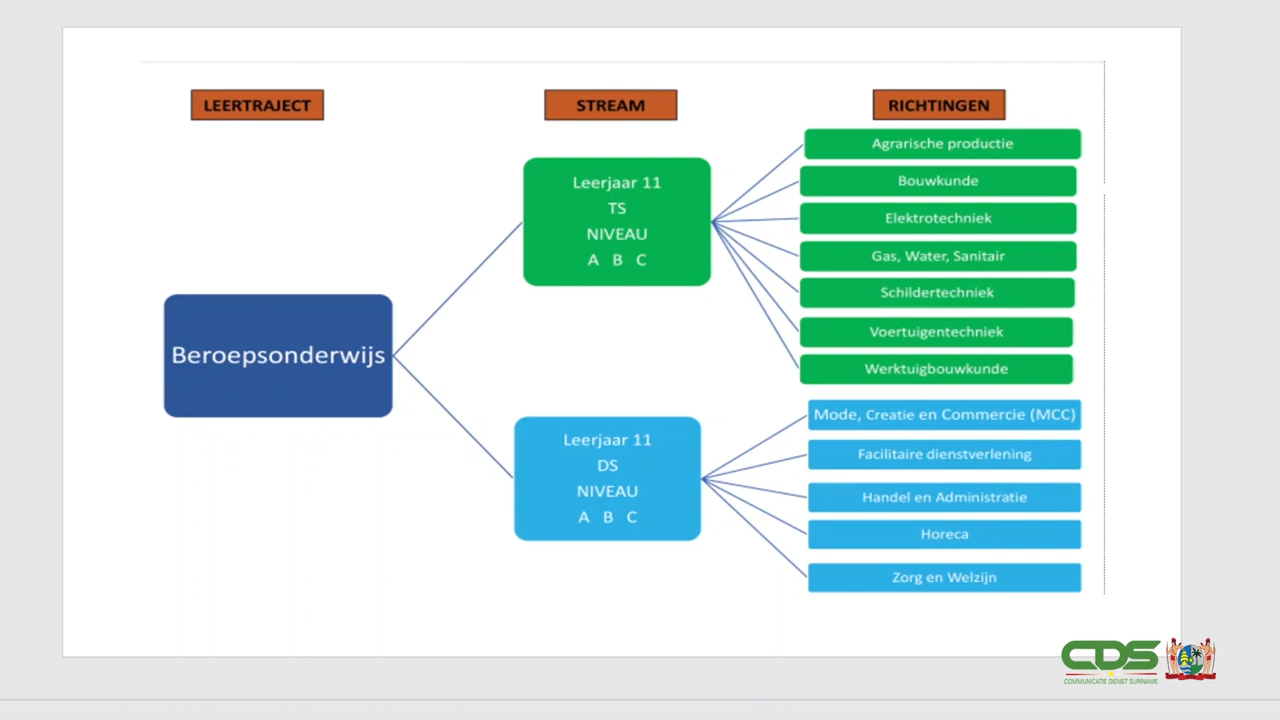 LEERTRAJECT
STREAM
RICHTINGEN
Beroepsonderwijs
Leerjaar 11
TS
NIVEAU
A B C
Agrarische productie
Bouwkunde
Elektrotechniek
Gas, Water, Sanitair
Schildertechniek
Voertuigentechniek
Werktuigbouwkunde
Leerjaar 11
DS
NIVEAU
A B C
Mode, Creatie en Commercie (MCC)
Facilitaire dienstverlening
Handel en Administratie
Horeca
Zorg en Welzijn
CDS
COMMUNICATIE DIENST SURINAME